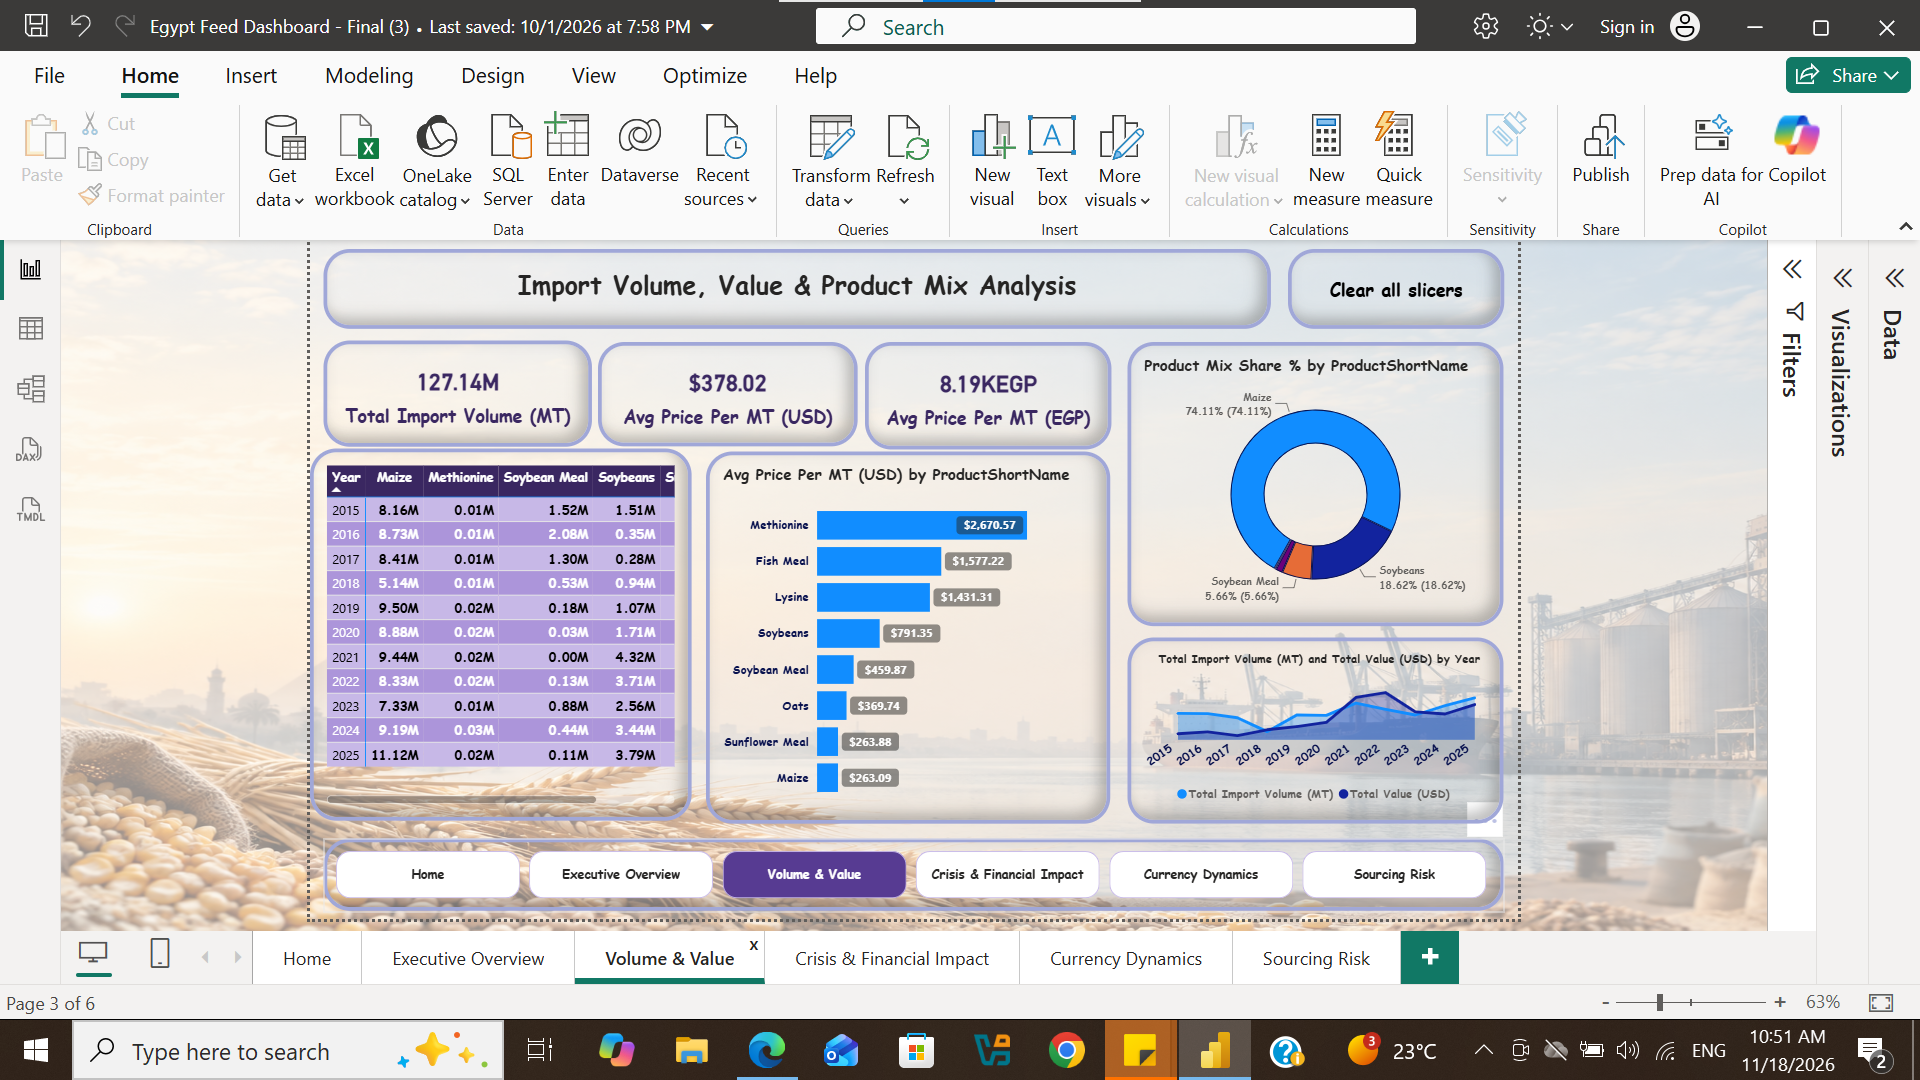 Egypt Feed Dashboard - Final (3) • Last saved: 10/1/2026 at 7:58 PM
Search
Sign in
File
Home
Insert
Modeling
Design
View
Optimize
Help
Share
Paste
Cut
Copy
Format painter
Clipboard
Get data
Excel workbook
OneLake catalog
SQL Server
Enter data
Dataverse
Recent sources
Data
Transform data
Refresh
Queries
New visual
Text box
More visuals
Insert
New visual calculation
New measure
Quick measure
Calculations
Sensitivity
Sensitivity
Publish
Share
Prep data for AI
Copilot
Copilot
DAX
TMDL
Import Volume, Value & Product Mix Analysis
Clear all slicers
127.14M
Total Import Volume (MT)
$378.02
Avg Price Per MT (USD)
8.19KEGP
Avg Price Per MT (EGP)
Year Maize Methionine Soybean Meal Soybeans S
2015 8.16M 0.01M 1.52M 1.51M
2016 8.73M 0.01M 2.08M 0.35M
2017 8.41M 0.01M 1.30M 0.28M
2018 5.14M 0.01M 0.53M 0.94M
2019 9.50M 0.02M 0.18M 1.07M
2020 8.88M 0.02M 0.03M 1.71M
2021 9.44M 0.02M 0.00M 4.32M
2022 8.33M 0.02M 0.13M 3.71M
2023 7.33M 0.01M 0.88M 2.56M
2024 9.19M 0.03M 0.44M 3.44M
2025 11.12M 0.02M 0.11M 3.79M
Avg Price Per MT (USD) by ProductShortName
Methionine $2,670.57
Fish Meal $1,577.22
Lysine $1,431.31
Soybeans $791.35
Soybean Meal $459.87
Oats $369.74
Sunflower Meal $263.88
Maize $263.09
Product Mix Share % by ProductShortName
Maize
74.11% (74.11%)
Soybeans
18.62% (18.62%)
Soybean Meal
5.66% (5.66%)
Total Import Volume (MT) and Total Value (USD) by Year
2015 2016 2017 2018 2019 2020 2021 2022 2023 2024 2025
Total Import Volume (MT) Total Value (USD)
Home
Executive Overview
Volume & Value
Crisis & Financial Impact
Currency Dynamics
Sourcing Risk
Filters
Visualizations
Data
Home
Executive Overview
Volume & Value
x
Crisis & Financial Impact
Currency Dynamics
Sourcing Risk
+
Page 3 of 6
- + 63%
Type here to search
3
23°C
ENG
10:51 AM
11/18/2026
2